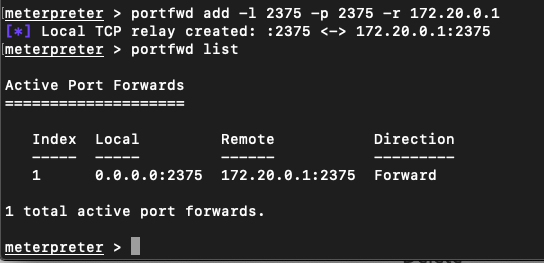 meterpreter > portfwd add -l 2375 -p 2375 -r 172.20.0.1
[*] Local TCP relay created: :2375 <-> 172.20.0.1:2375
meterpreter > portfwd list
Active Port Forwards
====================
Index  Local         Remote           Direction
-----  -----         ------           ---------
1      0.0.0.0:2375  172.20.0.1:2375  Forward
1 total active port forwards.
meterpreter >